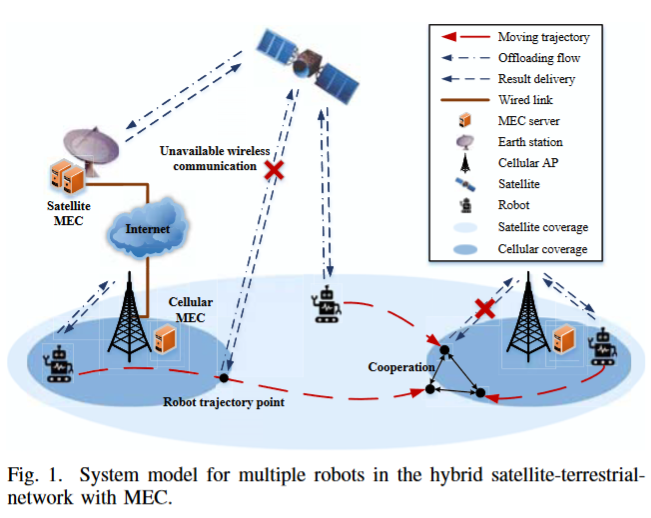 Moving trajectory
Offloading flow
Result delivery
Wired link
MEC server
Earth station
Cellular AP
Satellite
Robot
Satellite coverage
Cellular coverage
Unavailable wireless
communication
Satellite
MEC
Internet
Cellular
MEC
Cooperation
Robot trajectory point
Fig. 1. System model for multiple robots in the hybrid satellite-terrestrial-
network with MEC.